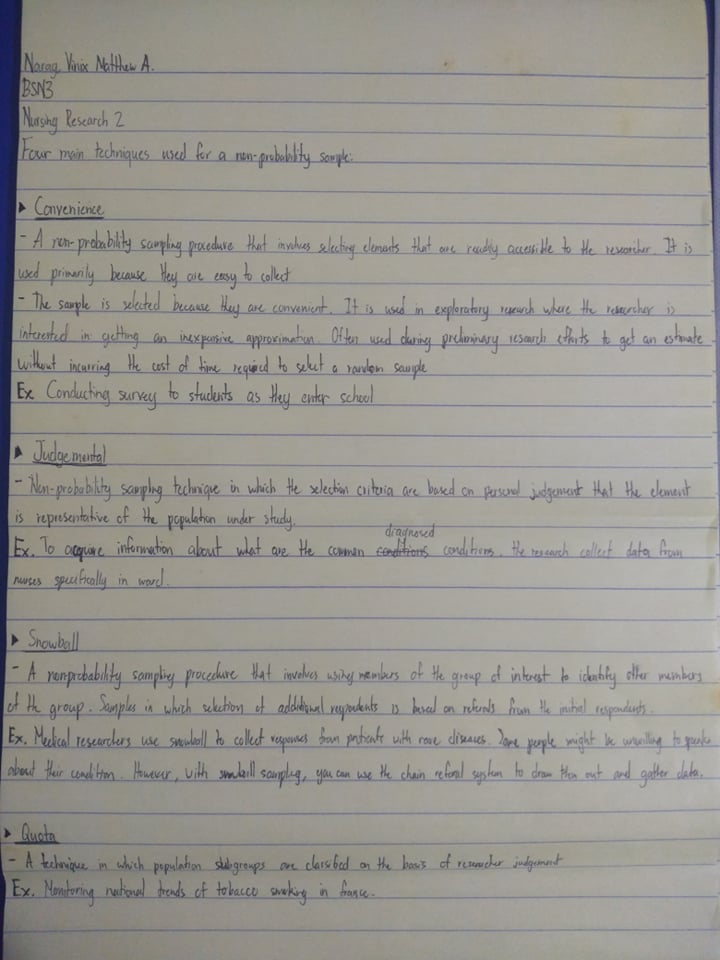 Narag Vinix Matthew A.
BSN3
Nursing Research 2
Four main techniques used for a non-probability sample:
➤ Convenience
- A non-probability sampling procedure that involves selecting elements that are readily accessible to the researcher. It is
used primarily because they are easy to collect
- The sample is selected because they are convenient. It is used in exploratory research where the researcher is
interested in getting an inexpensive approximation. Often used during preliminary research efforts to get an estimate
without incurring the cost of time required to select a random sample
Ex. Conducting survey to students as they enter school
➤ Judgemental
- Non-probability sampling technique in which the selection criteria are based on personal judgement that the element
is representative of the population under study.
diagnosed
Ex. To acquire information about what are the common conditions conditions. the research collect data from
nurses specifically in ward.
➤ Snowball
- A nonprobability sampling procedure that involves using members of the group of interest to identify other members
of the group. Samples in which selection of additional respondents is based on referals from the initial respondents.
Ex. Medical researchers use snowball to collect responses from patients with rare diseases. Some people might be unwilling to speak
about their condition. However, with snowball sampling, you can use the chain referal system to draw them out and gather data.
➤ Quota
- A technique in which population subgroups are classified on the basis of researcher judgement
Ex. Monitoring national trends of tobacco smoking in france.